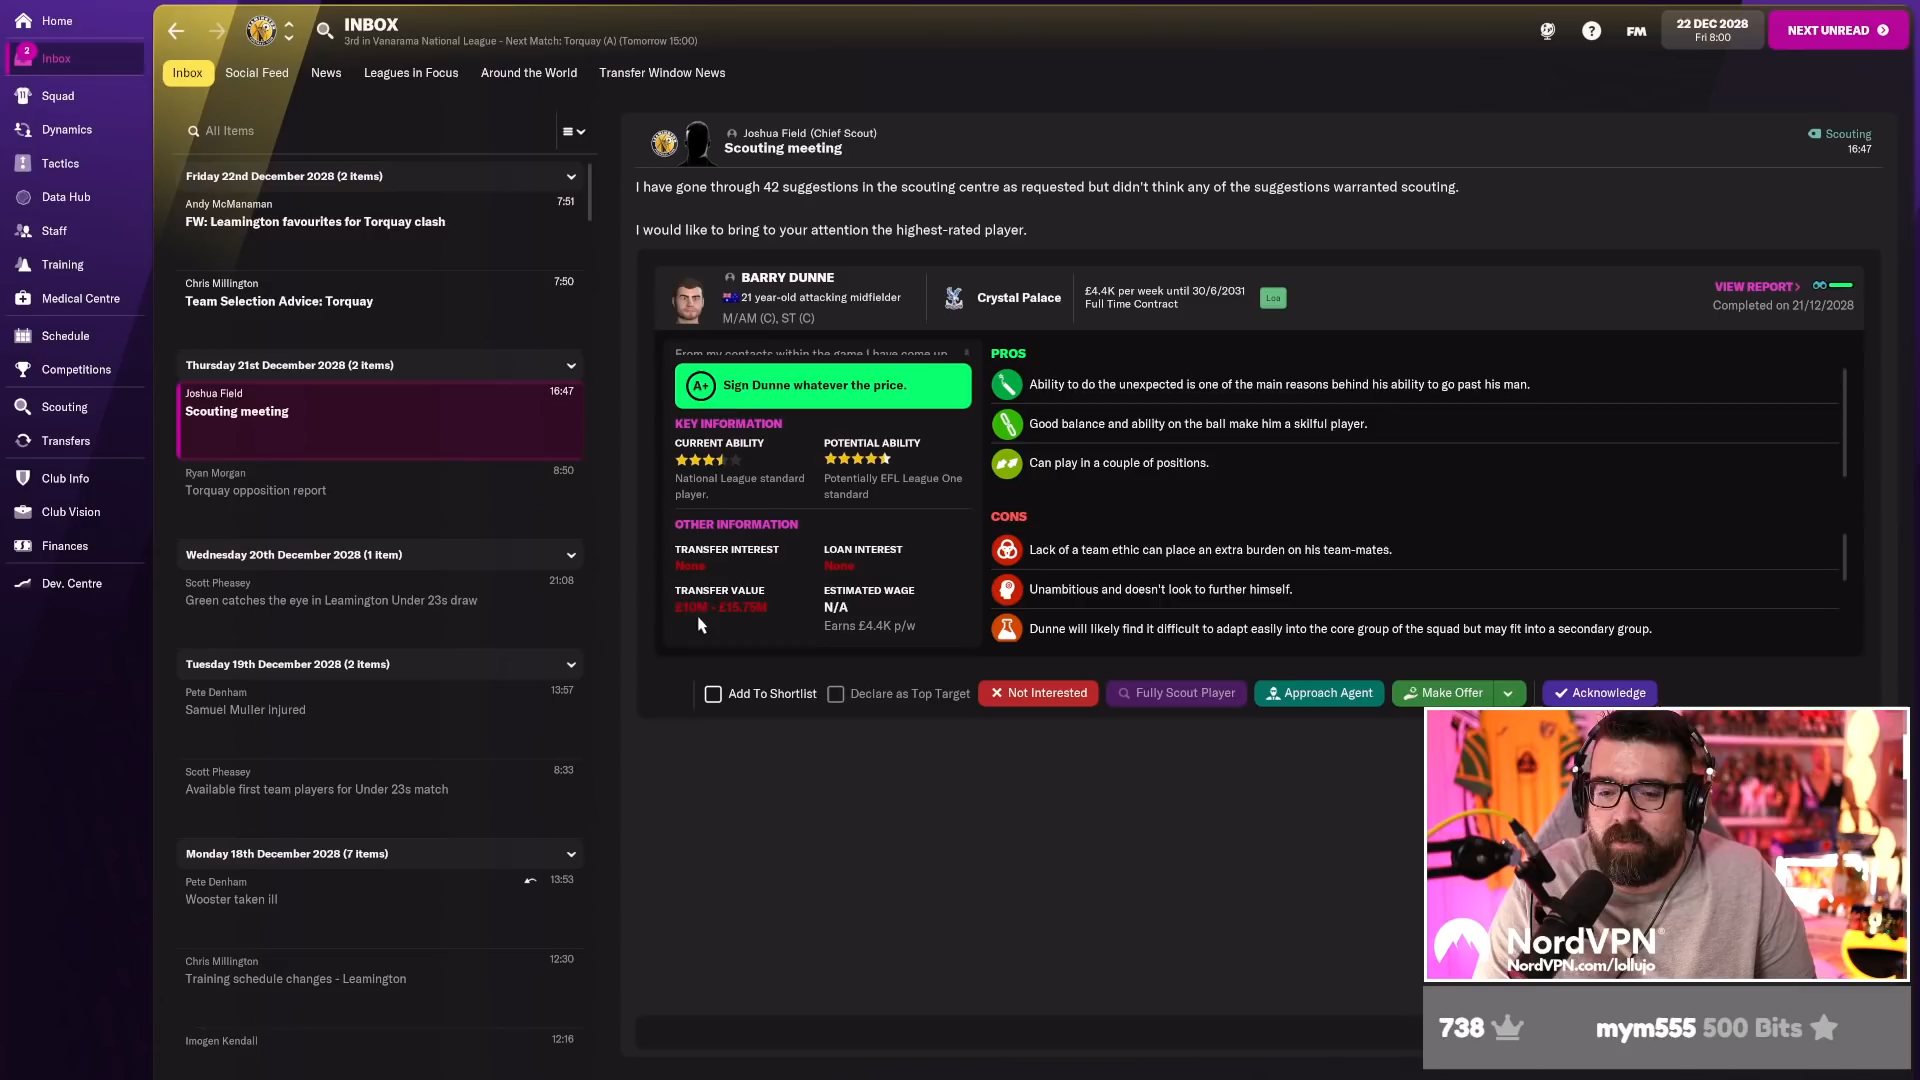 Home
2
Inbox
Squad
Dynamics
Tactics
Data Hub
Staff
Training
Medical Centre
Schedule
Competitions
Scouting
Transfers
Club Info
Club Vision
Finances
Dev. Centre
INBOX
3rd in Vanarama National League - Next Match: Torquay (A) (Tomorrow 15:00)
?
FM
22 DEC 2028
Fri 8:00
NEXT UNREAD
Inbox
Social Feed
News
Leagues in Focus
Around the World
Transfer Window News
All Items
Friday 22nd December 2028 (2 items)
Andy McManaman 7:51
FW: Leamington favourites for Torquay clash
Chris Millington 7:50
Team Selection Advice: Torquay
Thursday 21st December 2028 (2 items)
Joshua Field 16:47
Scouting meeting
Ryan Morgan 8:50
Torquay opposition report
Wednesday 20th December 2028 (1 item)
Scott Pheasey 21:08
Green catches the eye in Leamington Under 23s draw
Tuesday 19th December 2028 (2 items)
Pete Denham 13:57
Samuel Muller injured
Scott Pheasey 8:33
Available first team players for Under 23s match
Monday 18th December 2028 (7 items)
Pete Denham 13:53
Wooster taken ill
Chris Millington 12:30
Training schedule changes - Leamington
Imogen Kendall 12:16
Joshua Field (Chief Scout)
Scouting meeting
Scouting
16:47
I have gone through 42 suggestions in the scouting centre as requested but didn't think any of the suggestions warranted scouting.
I would like to bring to your attention the highest-rated player.
BARRY DUNNE
21 year-old attacking midfielder
M/AM (C), ST (C)
Crystal Palace
£4.4K per week until 30/6/2031
Full Time Contract
Loa
VIEW REPORT>
Completed on 21/12/2028
From my contacts within the game I have come up
A+ Sign Dunne whatever the price.
KEY INFORMATION
CURRENT ABILITY
National League standard
player.
POTENTIAL ABILITY
Potentially EFL League One
standard
OTHER INFORMATION
TRANSFER INTEREST
None
LOAN INTEREST
None
TRANSFER VALUE
£10M - £15.75M
ESTIMATED WAGE
N/A
Earns £4.4K p/w
PROS
Ability to do the unexpected is one of the main reasons behind his ability to go past his man.
Good balance and ability on the ball make him a skilful player.
Can play in a couple of positions.
CONS
Lack of a team ethic can place an extra burden on his team-mates.
Unambitious and doesn't look to further himself.
Dunne will likely find it difficult to adapt easily into the core group of the squad but may fit into a secondary group.
Add To Shortlist
Declare as Top Target
Not Interested
Fully Scout Player
Approach Agent
Make Offer
Acknowledge
NordVPN®
NordVPN.com/lollujo
738
mym555 500 Bits